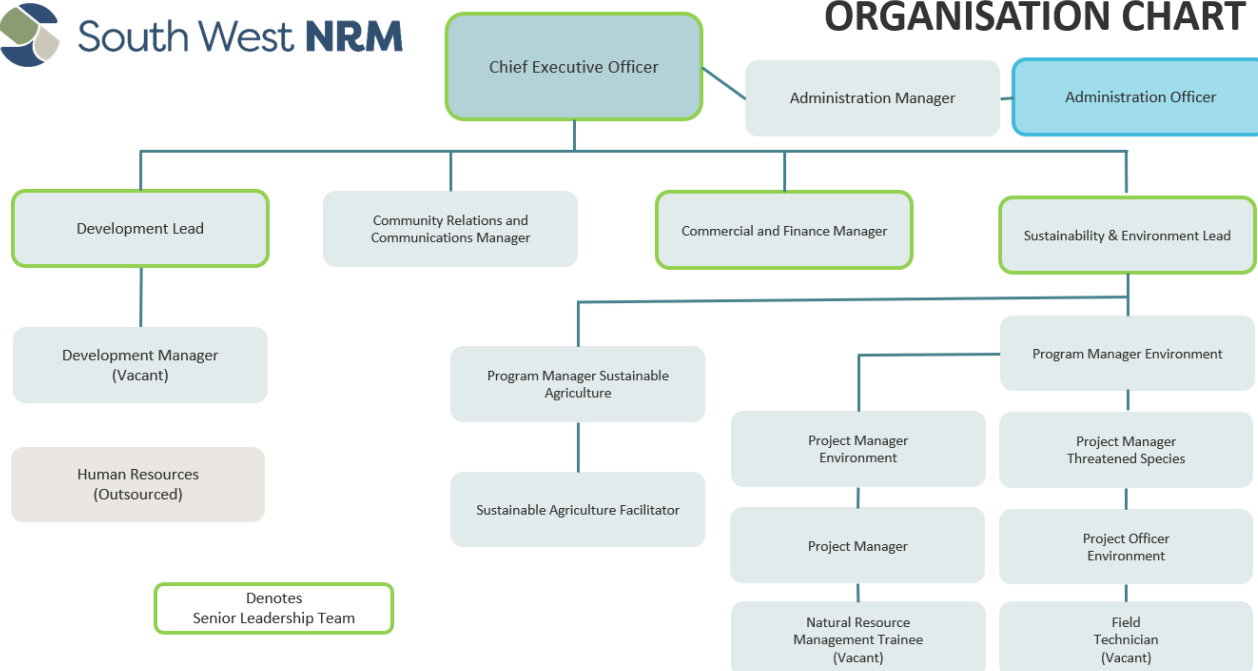 South West NRM
ORGANISATION CHART
Chief Executive Officer
Administration Manager
Administration Officer
Development Lead
Community Relations and
Communications Manager
Commercial and Finance Manager
Sustainability & Environment Lead
Development Manager
(Vacant)
Program Manager Sustainable
Agriculture
Program Manager Environment
Human Resources
(Outsourced)
Sustainable Agriculture Facilitator
Project Manager
Environment
Project Manager
Threatened Species
Project Manager
Project Officer
Environment
Natural Resource
Management Trainee
(Vacant)
Field
Technician
(Vacant)
Denotes
Senior Leadership Team